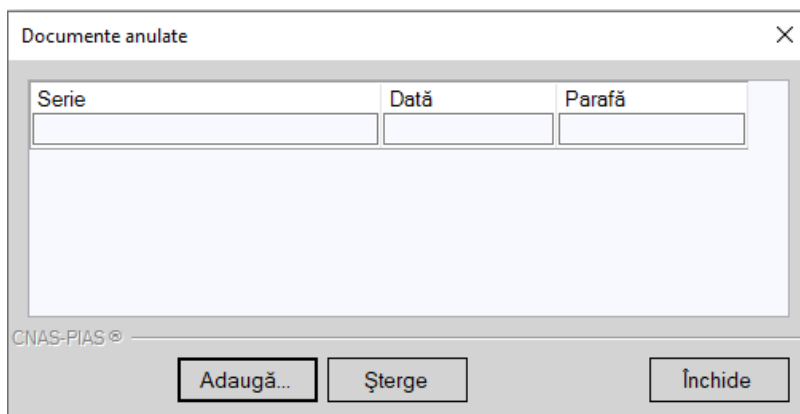 Documente anulate
Serie Dată Parafă
CNAS-PIAS ®
Adaugă... Şterge Închide